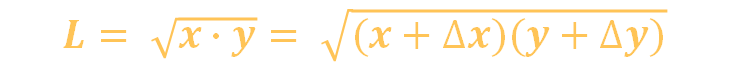 L = √(x · y) = √((x + Δx)(y + Δy))